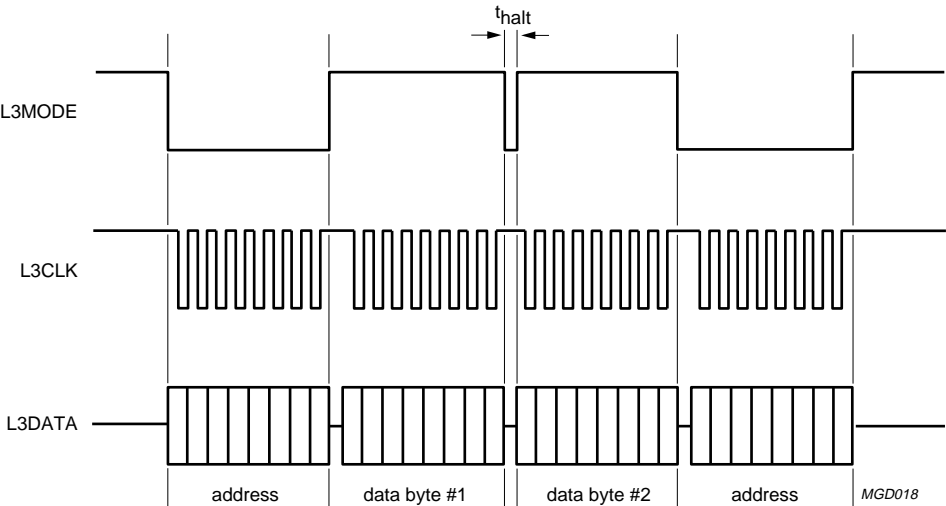 thalt
L3MODE
L3CLK
L3DATA
address data byte #1 data byte #2 address MGD018